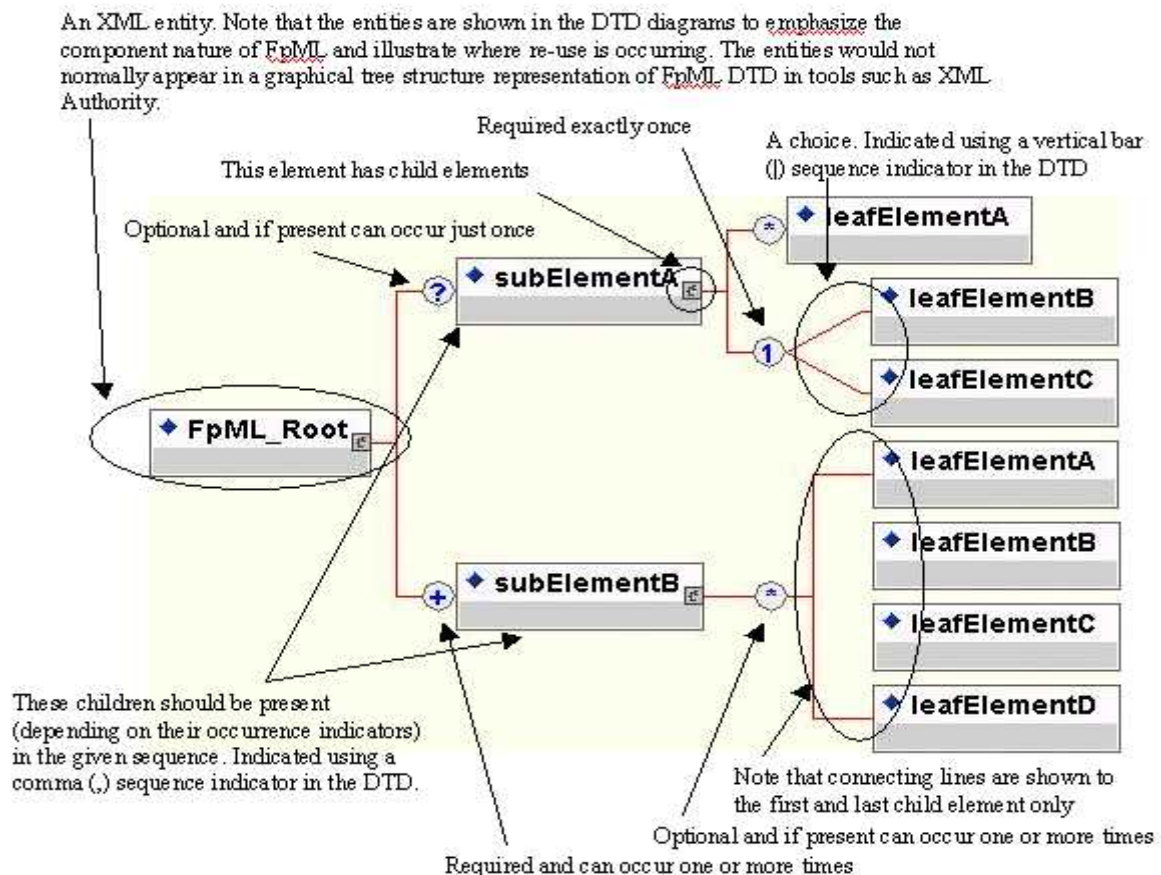 An XML entity. Note that the entities are shown in the DTD diagrams to emphasize the
component nature of FpML and illustrate where re-use is occurring. The entities would not
normally appear in a graphical tree structure representation of FpML DTD in tools such as XML
Authority.
Required exactly once
A choice. Indicated using a vertical bar
(|) sequence indicator in the DTD
This element has child elements
Optional and if present can occur just once
* leafElementA
? subElementA
leafElementB
1
leafElementC
FpML_Root
leafElementA
leafElementB
+ subElementB *
leafElementC
leafElementD
These children should be present
(depending on their occurrence indicators)
in the given sequence. Indicated using a
comma (,) sequence indicator in the DTD.
Note that connecting lines are shown to
the first and last child element only
Optional and if present can occur one or more times
Required and can occur one or more times